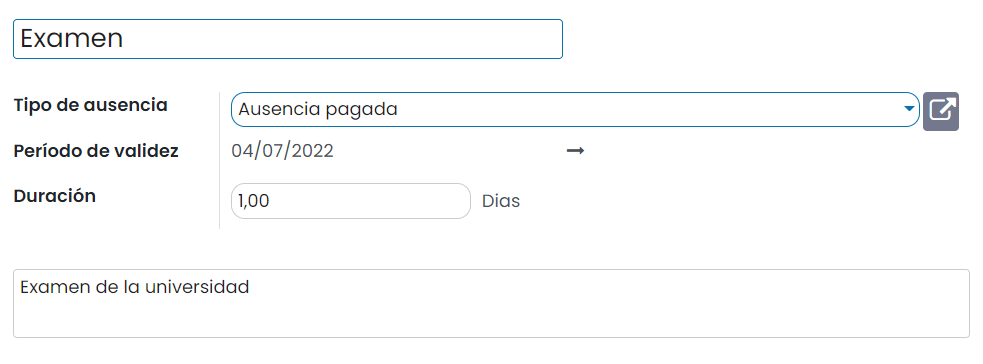 Examen
Tipo de ausencia Ausencia pagada
Período de validez 04/07/2022 →
Duración 1,00 Dias
Examen de la universidad